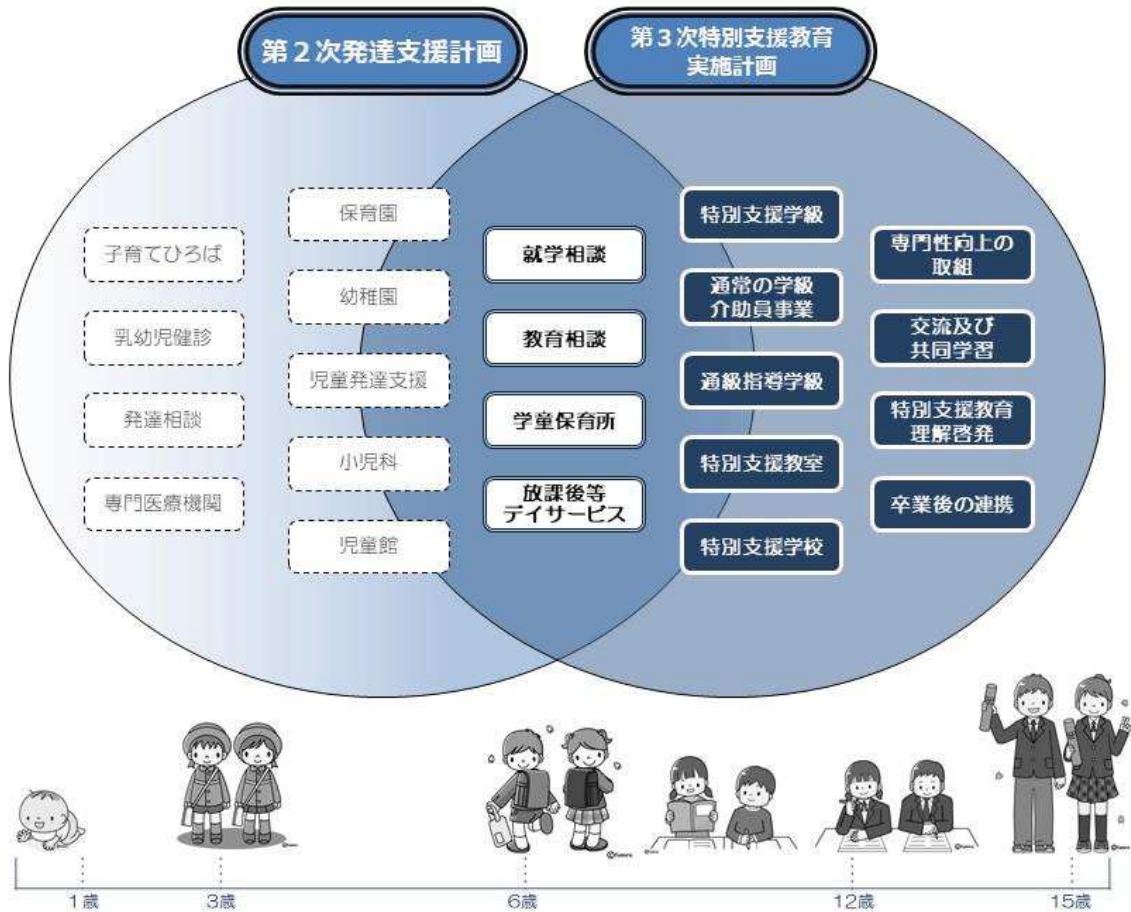 第２次発達支援計画
第３次特別支援教育
実施計画
子育てひろば
乳幼児健診
発達相談
専門医療機関
保育園
幼稚園
児童発達支援
小児科
児童館
就学相談
教育相談
学童保育所
放課後等
デイサービス
特別支援学級
通常の学級
介助員事業
通級指導学級
特別支援教室
特別支援学校
専門性向上の
取組
交流及び
共同学習
特別支援教育
理解啓発
卒業後の連携
１歳
3歳
6歳
12歳
15歳